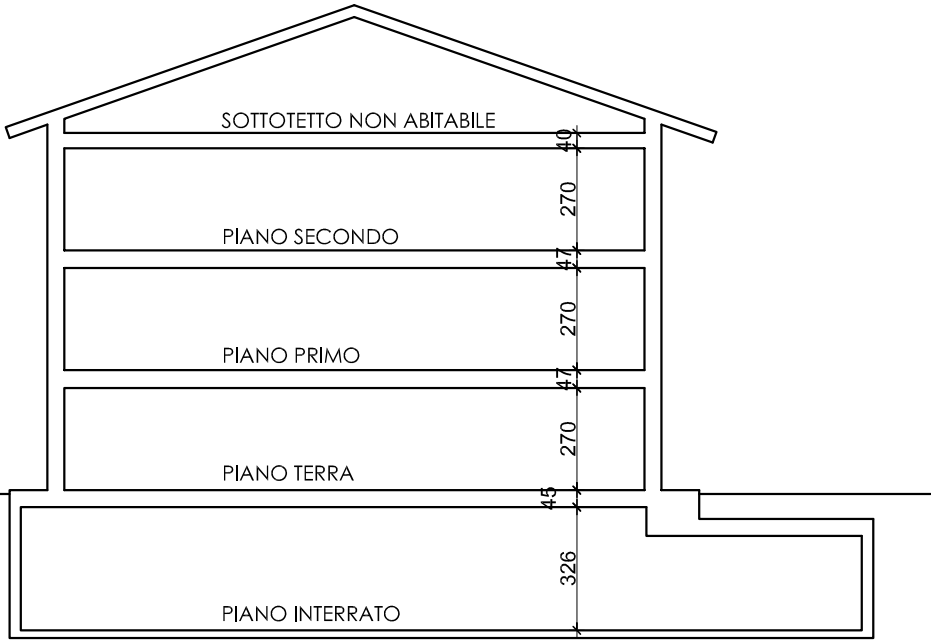 SOTTOTETTO NON ABITABILE
40
270
PIANO SECONDO
47
270
PIANO PRIMO
47
270
PIANO TERRA
45
326
PIANO INTERRATO